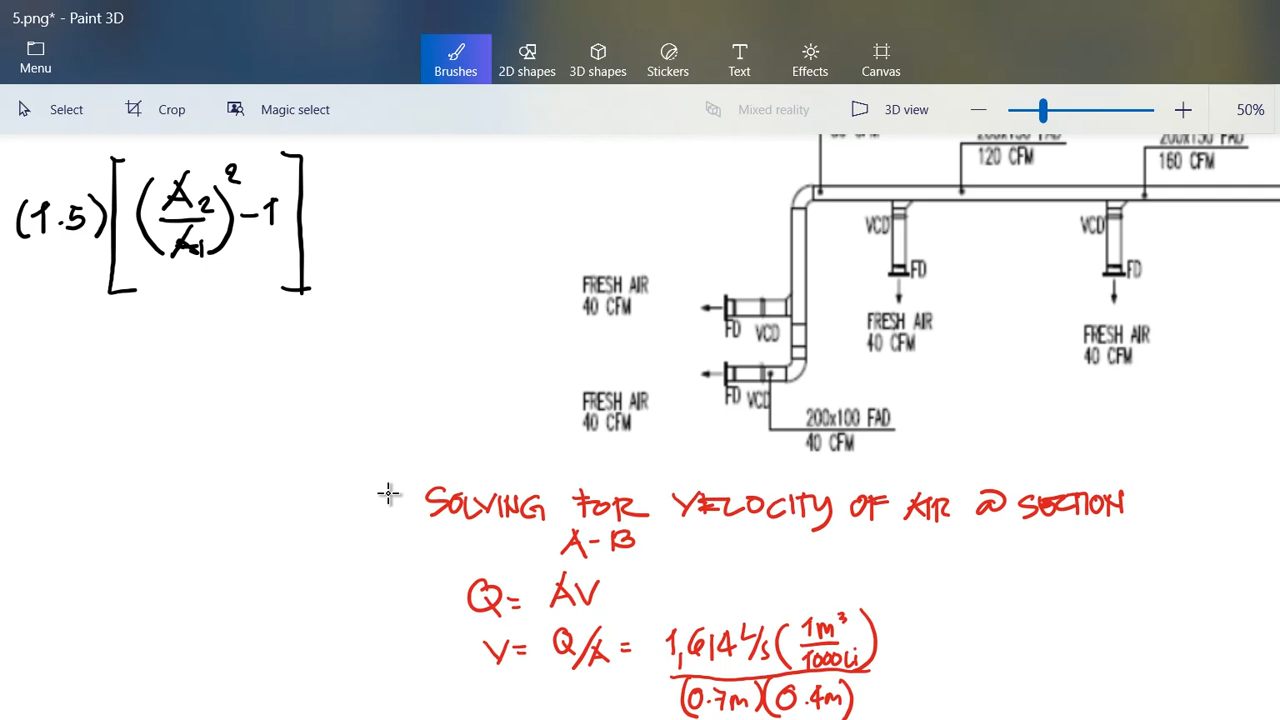 5.png* - Paint 3D
Menu
Brushes
2D shapes
3D shapes
Stickers
Text
Effects
Canvas
Select
Crop
Magic select
Mixed reality
3D view
50%
(1.5)[(A2/A1)²-1]
120 CFM
160 CFM
VCD
FD
FRESH AIR
40 CFM
VCD
FD
FRESH AIR
40 CFM
FRESH AIR
40 CFM
FD
VCD
FRESH AIR
40 CFM
FD
VCD
200x100 FAD
40 CFM
SOLVING FOR VELOCITY OF AIR @ SECTION
A-B
Q= AV
V= Q/A = 1,614 L/s (1m³/1000Li)
(0.7m)(0.4m)